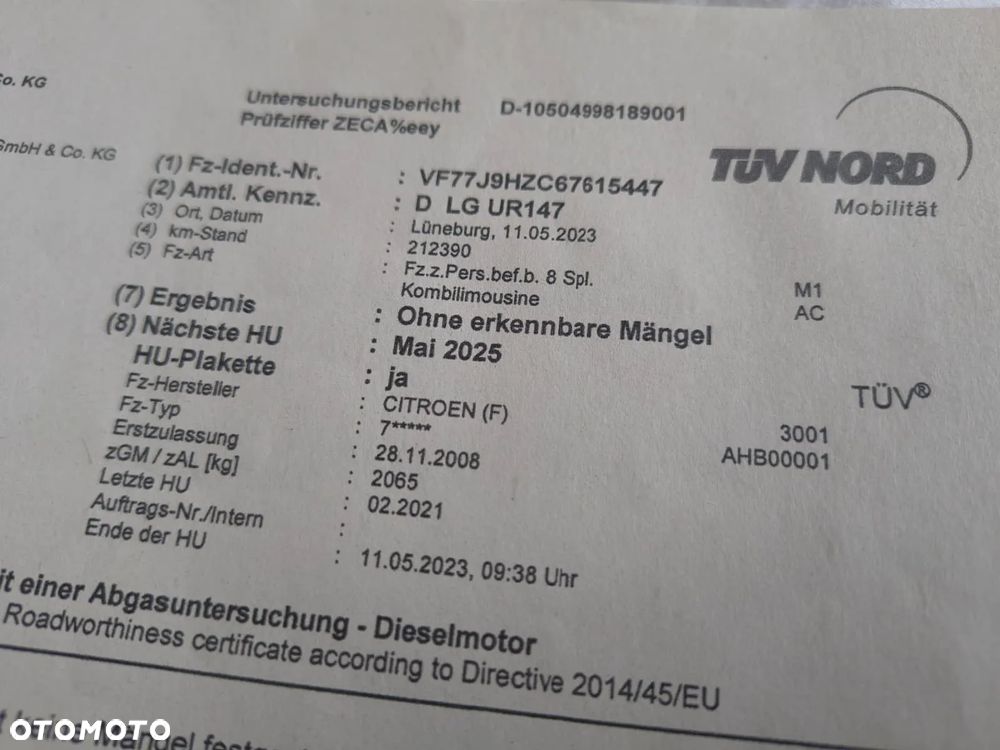 Co. KG
GmbH & Co. KG
Untersuchungsbericht D-10504998189001
Prüfziffer ZECA%eey
TÜV NORD
Mobilität
(1) Fz-Ident.-Nr. : VF77J9HZC67615447
(2) Amtl. Kennz. : D LG UR147
(3) Ort, Datum : Lüneburg, 11.05.2023
(4) km-Stand : 212390
(5) Fz-Art : Fz.z.Pers.bef.b. 8 Spl. M1
Kombilimousine AC
(7) Ergebnis : Ohne erkennbare Mängel
(8) Nächste HU : Mai 2025
HU-Plakette : ja
TÜV®
Fz-Hersteller : CITROEN (F) 3001
Fz-Typ : 7***** AHB00001
Erstzulassung : 28.11.2008
zGM / zAL [kg] : 2065
Letzte HU : 02.2021
Auftrags-Nr./Intern :
Ende der HU : 11.05.2023, 09:38 Uhr
it einer Abgasuntersuchung - Dieselmotor
Roadworthiness certificate according to Directive 2014/45/EU
keine Mängel
OTOMOTO